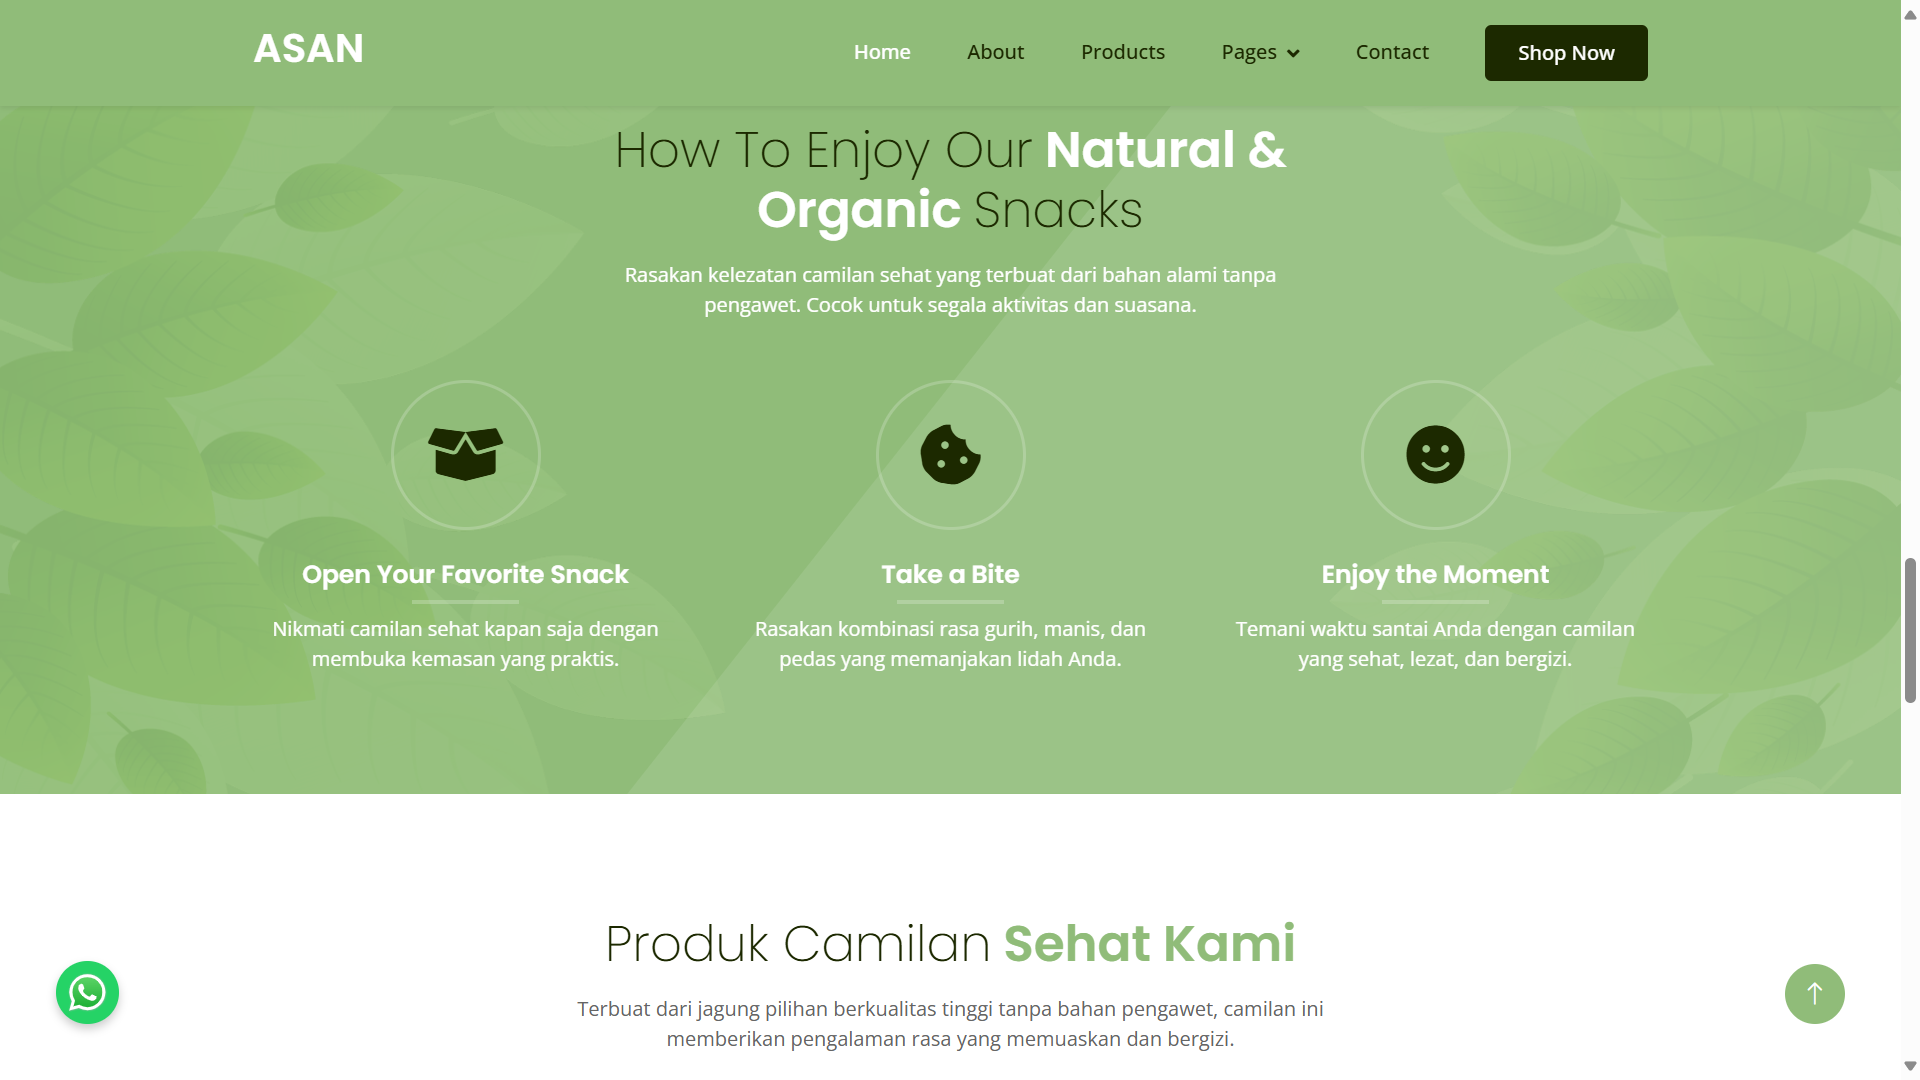 ASAN
Home
About
Products
Pages
Contact
Shop Now
How To Enjoy Our Natural &
Organic Snacks
Rasakan kelezatan camilan sehat yang terbuat dari bahan alami tanpa
pengawet. Cocok untuk segala aktivitas dan suasana.
Open Your Favorite Snack
Nikmati camilan sehat kapan saja dengan
membuka kemasan yang praktis.
Take a Bite
Rasakan kombinasi rasa gurih, manis, dan
pedas yang memanjakan lidah Anda.
Enjoy the Moment
Temani waktu santai Anda dengan camilan
yang sehat, lezat, dan bergizi.
Produk Camilan Sehat Kami
Terbuat dari jagung pilihan berkualitas tinggi tanpa bahan pengawet, camilan ini
memberikan pengalaman rasa yang memuaskan dan bergizi.